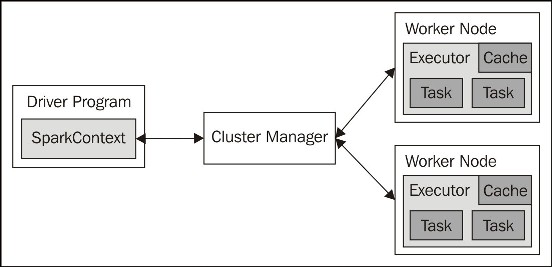 Driver Program
SparkContext
Cluster Manager
Worker Node
Executor
Cache
Task
Task
Worker Node
Executor
Cache
Task
Task